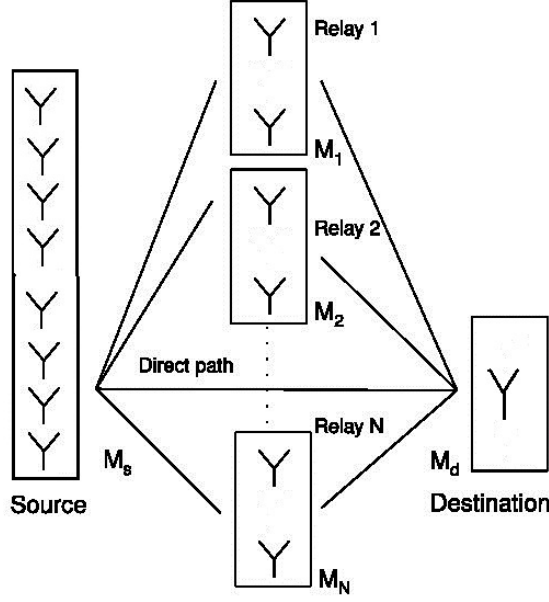 Relay 1
M1
Relay 2
M2
Direct path
Relay N
Ms
Md
Source
Destination
MN